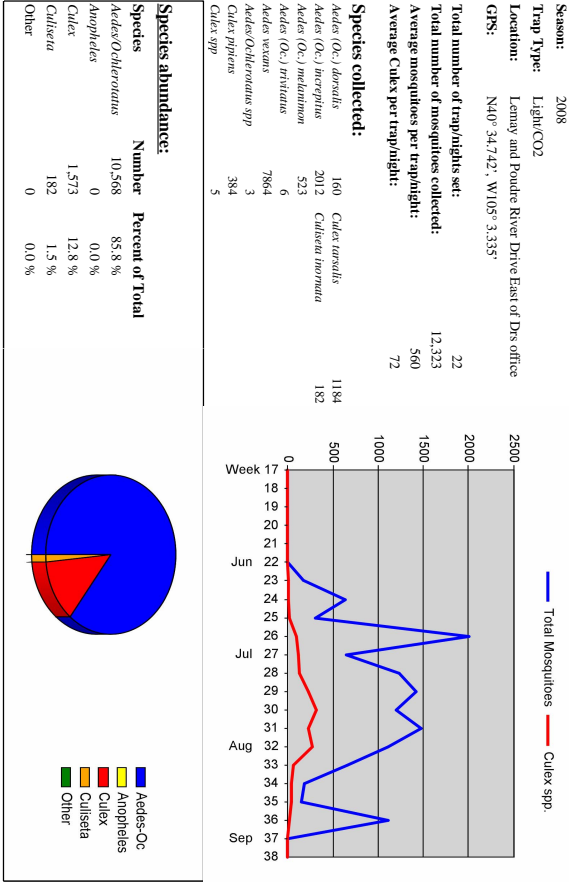 Season: 2008
Trap Type: Light/CO2
Location: Lemay and Poudre River Drive East of Drs office
GPS: N40° 34.742', W105° 3.335'
Total number of trap/nights set: 22
Total number of mosquitoes collected: 12,323
Average mosquitoes per trap/night: 560
Average Culex per trap/night: 72
Species collected:
Aedes (Oc.) dorsalis 160 Culex tarsalis 1184
Aedes (Oc.) increpitus 2012 Culiseta inornata 182
Aedes (Oc.) melanimon 523
Aedes (Oc.) trivitatus 6
Aedes vexans 7864
Aedes/Ochlerotatus spp 3
Culex pipiens 384
Culex spp 5
Species abundance:
Species Number Percent of Total
Aedes/Ochlerotatus 10,568 85.8 %
Anopheles 0 0.0 %
Culex 1,573 12.8 %
Culiseta 182 1.5 %
Other 0 0.0 %
Total Mosquitoes Culex spp.
2500
2000
1500
1000
500
0
Week 17
18
19
20
21
Jun 22
23
24
25
26
Jul 27
28
29
30
31
Aug 32
33
34
35
36
Sep 37
38
Aedes-Oc
Anopheles
Culex
Culiseta
Other